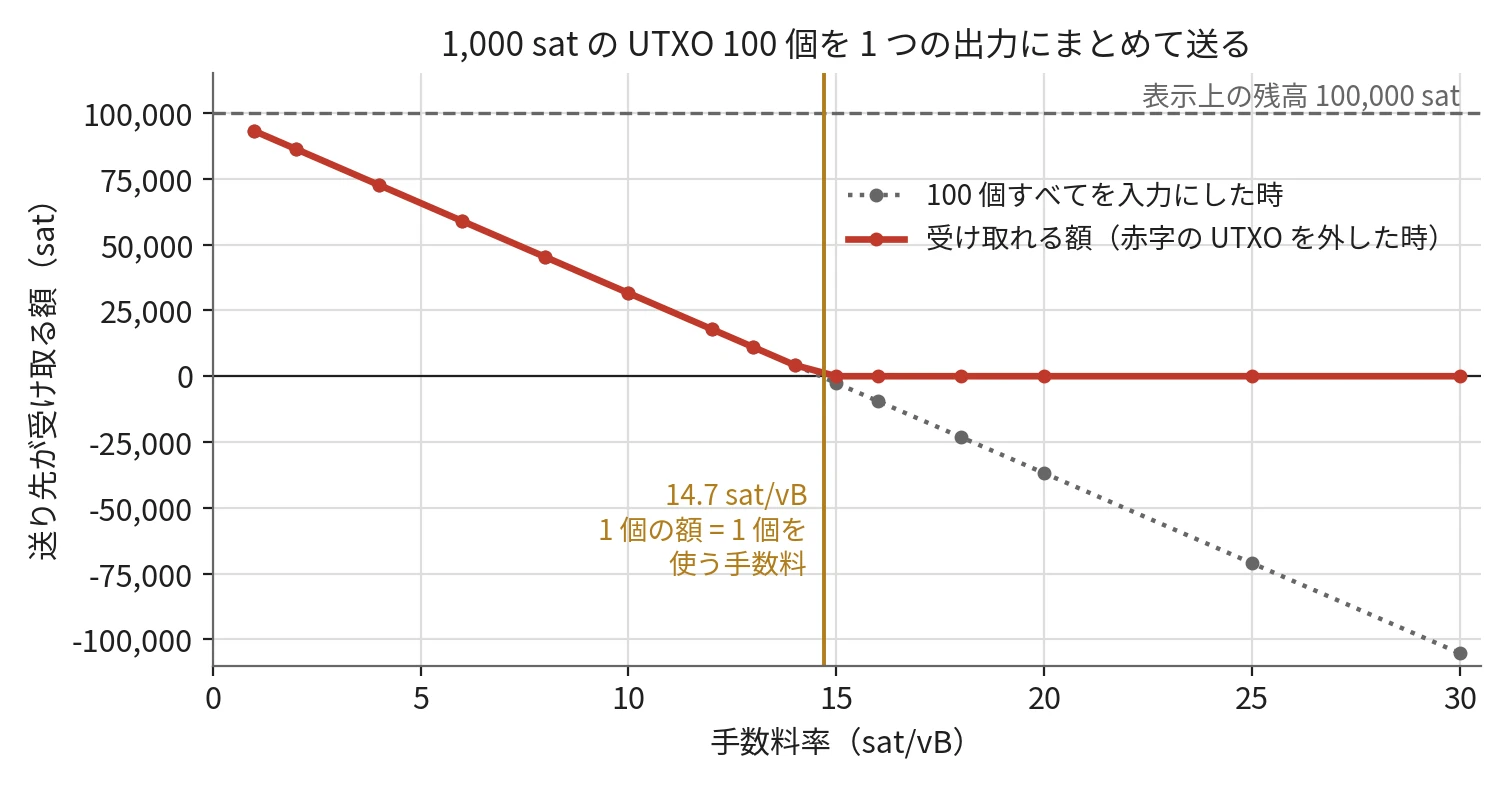 1,000 sat の UTXO 100 個を 1 つの出力にまとめて送る
表示上の残高 100,000 sat
100 個すべてを入力にした時
受け取れる額（赤字の UTXO を外した時）
14.7 sat/vB
1 個の額 = 1 個を
使う手数料
送り先が受け取る額（sat）
100,000
75,000
50,000
25,000
0
-25,000
-50,000
-75,000
-100,000
0 5 10 15 20 25 30
手数料率（sat/vB）